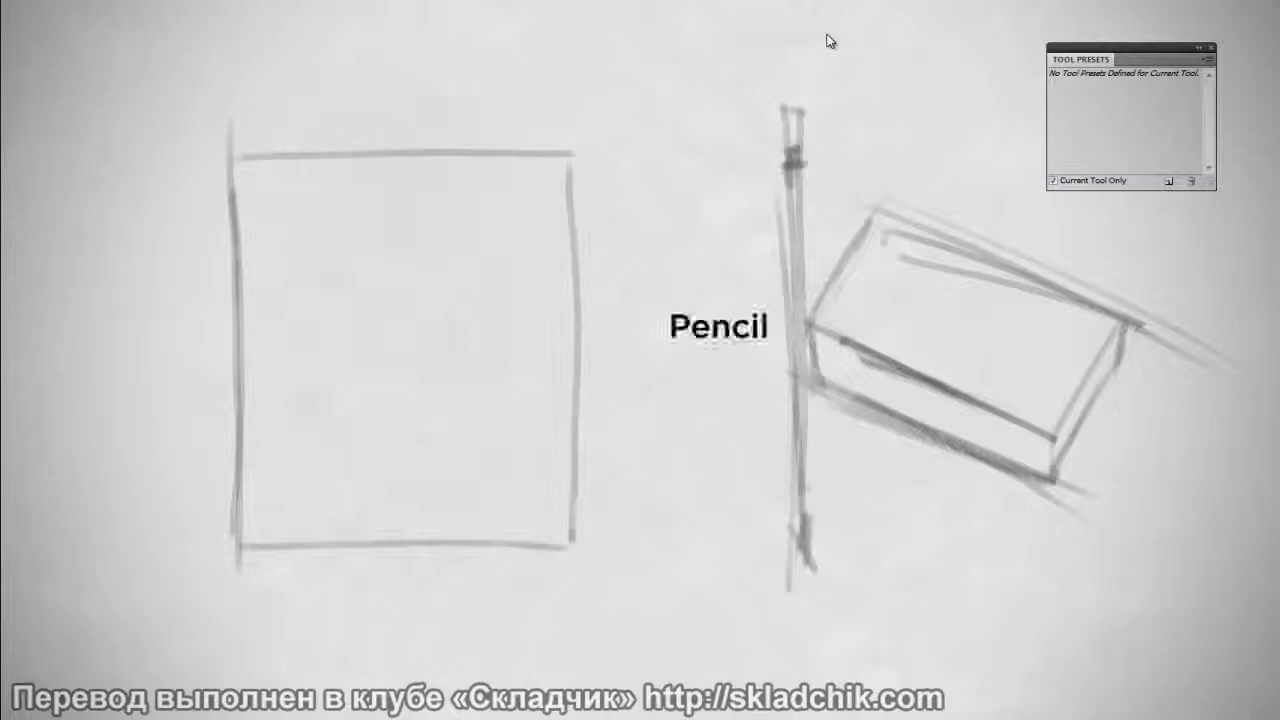 TOOL PRESETS
No Tool Presets Defined for Current Tool.
Current Tool Only
Pencil
Перевод выполнен в клубе «Складчик» http://skladchik.com